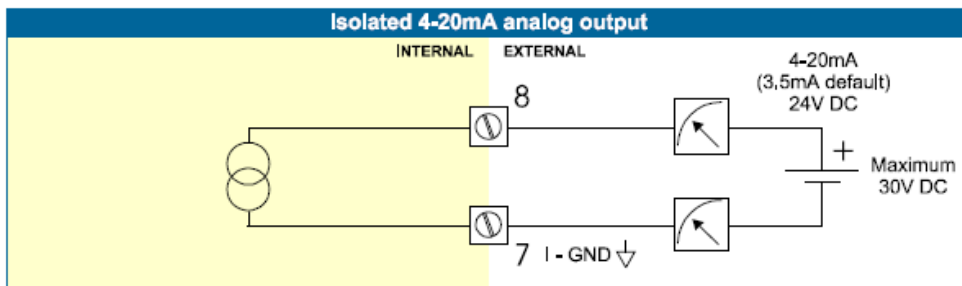 Isolated 4-20mA analog output
INTERNAL EXTERNAL
4-20mA
(3,5mA default)
24V DC
8
+
Maximum
30V DC
7 I - GND